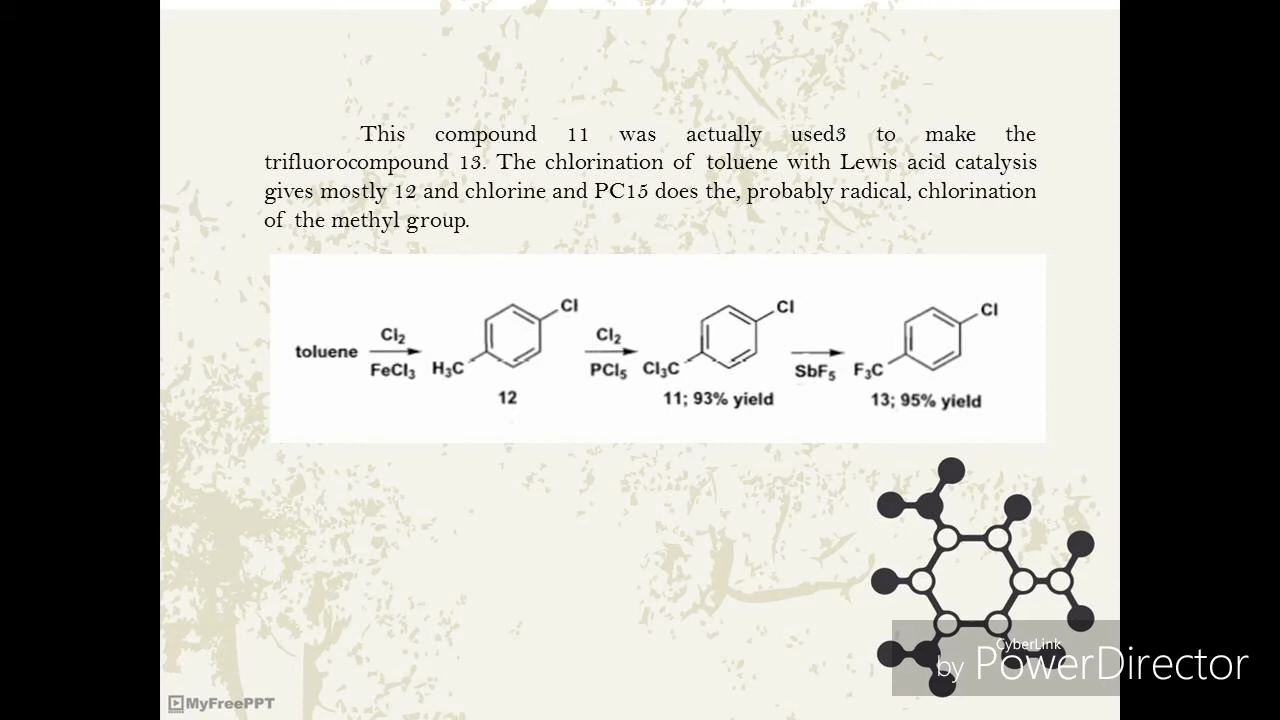 This compound 11 was actually used3 to make the
trifluorocompound 13. The chlorination of toluene with Lewis acid catalysis
gives mostly 12 and chlorine and PC15 does the, probably radical, chlorination
of the methyl group.
toluene
Cl₂
FeCl₃
H₃C
Cl
12
Cl₂
PCl₅
Cl₃C
Cl
11; 93% yield
SbF₅
F₃C
Cl
13; 95% yield
CyberLink
by PowerDirector
MyFreePPT